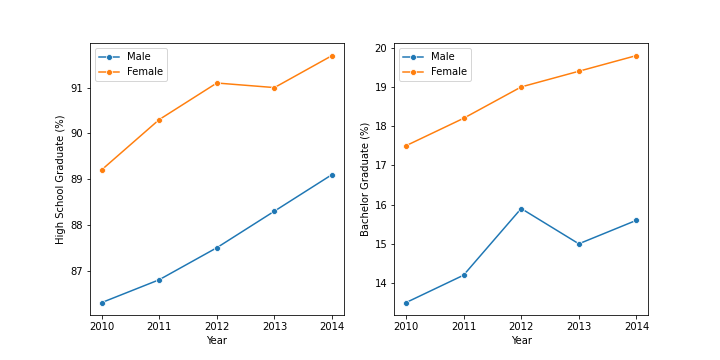 Male
Female
High School Graduate (%)
91
90
89
88
87
2010 2011 2012 2013 2014
Year
Male
Female
Bachelor Graduate (%)
20
19
18
17
16
15
14
2010 2011 2012 2013 2014
Year